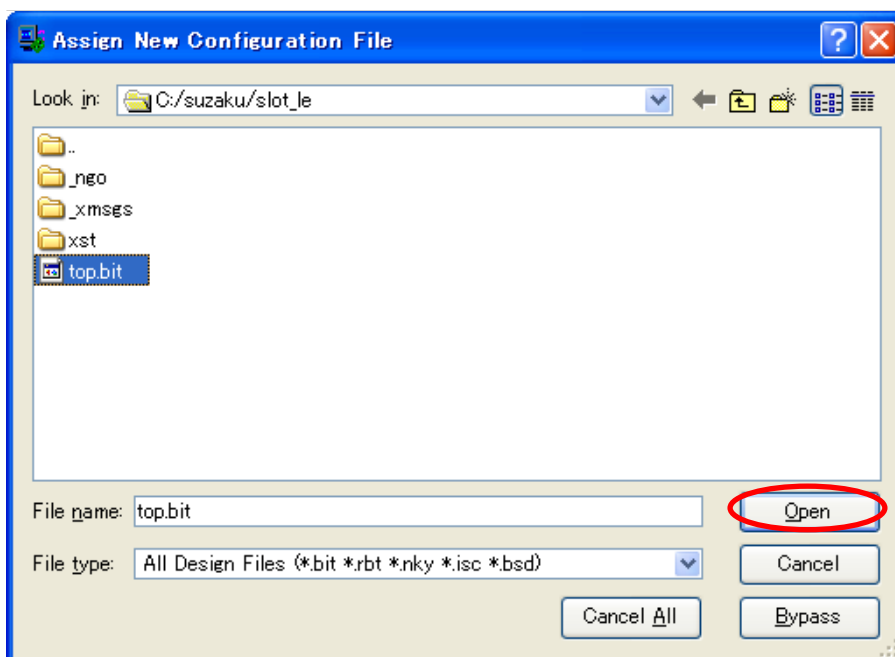 Assign New Configuration File
Look in: C:/suzaku/slot_le
..
_ngo
_xmsgs
xst
top.bit
File name: top.bit Open
File type: All Design Files (*.bit *.rbt *.nky *.isc *.bsd) Cancel
Cancel All Bypass